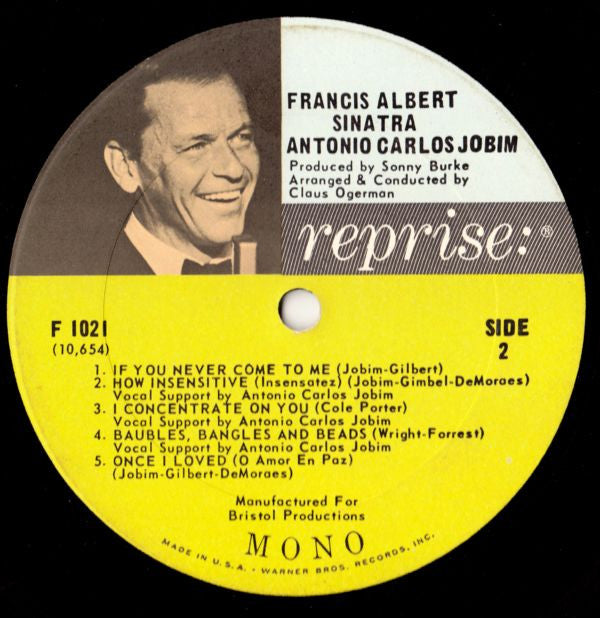 FRANCIS ALBERT
SINATRA
ANTONIO CARLOS JOBIM
Produced by Sonny Burke
Arranged & Conducted by
Claus Ogerman
reprise:®
F 1021
(10,654)
SIDE
2
1. IF YOU NEVER COME TO ME (Jobim-Gilbert)
2. HOW INSENSITIVE (Insensatez) (Jobim-Gimbel-DeMoraes)
Vocal Support by Antonio Carlos Jobim
3. I CONCENTRATE ON YOU (Cole Porter)
Vocal Support by Antonio Carlos Jobim
4. BAUBLES, BANGLES AND BEADS (Wright-Forrest)
Vocal Support by Antonio Carlos Jobim
5. ONCE I LOVED (O Amor En Paz)
(Jobim-Gilbert-DeMoraes)
Manufactured For
Bristol Productions
MONO
MADE IN U.S.A. - WARNER BROS. RECORDS, INC.